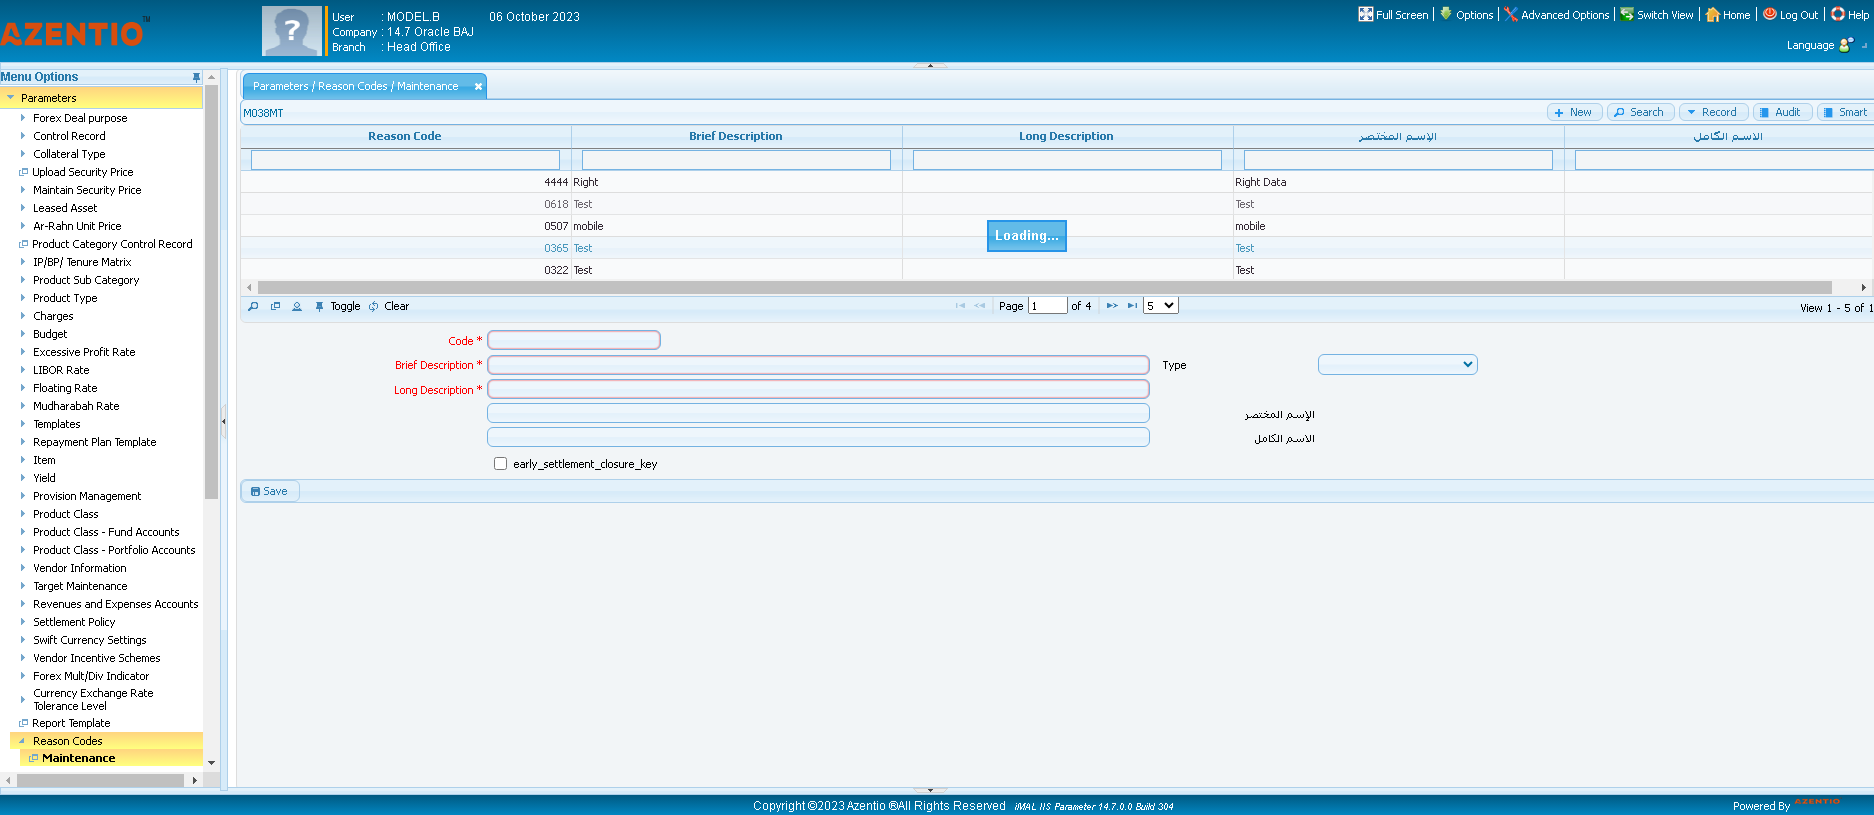 AZENTIO™
User : MODEL.B 06 October 2023
Company : 14.7 Oracle BAJ
Branch : Head Office
Full Screen Options Advanced Options Switch View Home Log Out Help
Language
Menu Options
Parameters
Forex Deal purpose
Control Record
Collateral Type
Upload Security Price
Maintain Security Price
Leased Asset
Ar-Rahn Unit Price
Product Category Control Record
IP/BP/ Tenure Matrix
Product Sub Category
Product Type
Charges
Budget
Excessive Profit Rate
LIBOR Rate
Floating Rate
Mudharabah Rate
Templates
Repayment Plan Template
Item
Yield
Provision Management
Product Class
Product Class - Fund Accounts
Product Class - Portfolio Accounts
Vendor Information
Target Maintenance
Revenues and Expenses Accounts
Settlement Policy
Swift Currency Settings
Vendor Incentive Schemes
Forex Mult/Div Indicator
Currency Exchange Rate
Tolerance Level
Report Template
Reason Codes
Maintenance
Parameters / Reason Codes / Maintenance
M038MT
New Search Record Audit Smart
Reason Code Brief Description Long Description الإسم المختصر الاسم الكامل
4444 Right Right Data
0618 Test Test
0507 mobile mobile
0365 Test Test
0322 Test Test
Loading...
Toggle Clear Page 1 of 4 5 View 1 - 5 of 1
Code *
Brief Description * Type
Long Description *
الإسم المختصر
الاسم الكامل
early_settlement_closure_key
Save
Copyright ©2023 Azentio ®All Rights Reserved iMAL IIS Parameter 14.7.0.0 Build 304
Powered By AZENTIO